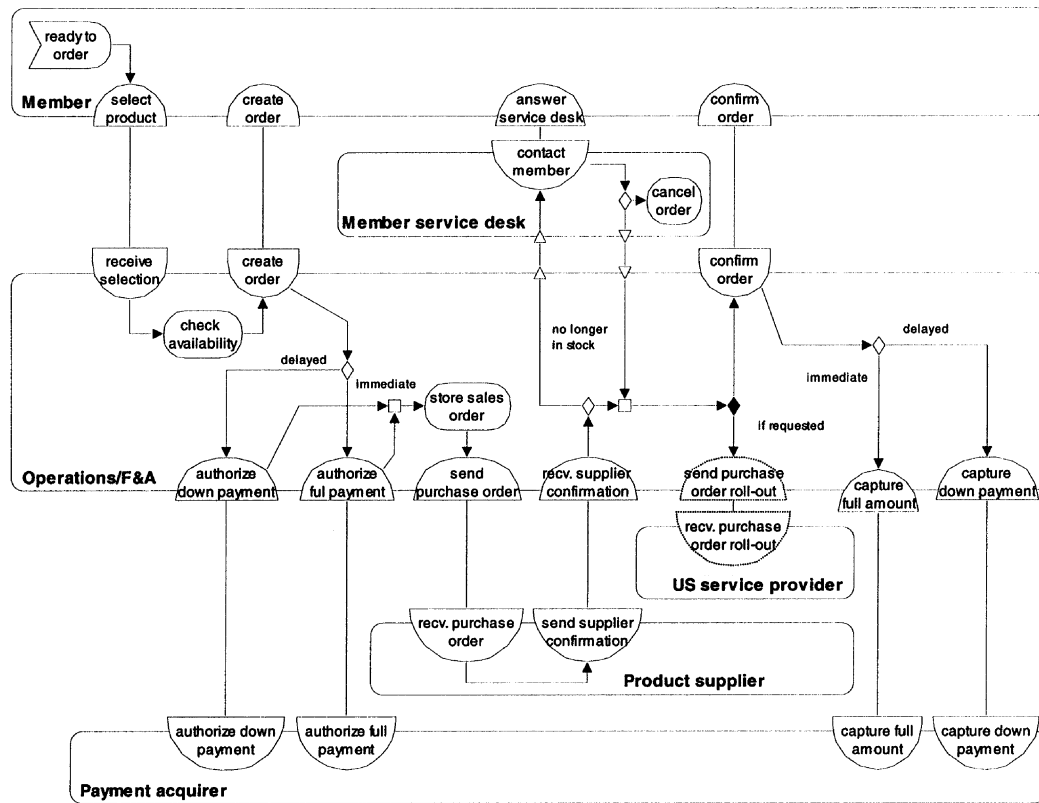 ready to
order
Member
select
product
create
order
answer
service desk
confirm
order
contact
member
cancel
order
Member service desk
receive
selection
create
order
confirm
order
check
availability
no longer
in stock
delayed
delayed
immediate
immediate
store sales
order
if requested
Operations/F&A
authorize
down payment
authorize
ful payment
send
purchase order
recv. supplier
confirmation
send purchase
order roll-out
capture
full amount
capture
down payment
recv. purchase
order roll-out
US service provider
recv. purchase
order
send supplier
confirmation
Product supplier
authorize down
payment
authorize full
payment
capture full
amount
capture down
payment
Payment acquirer